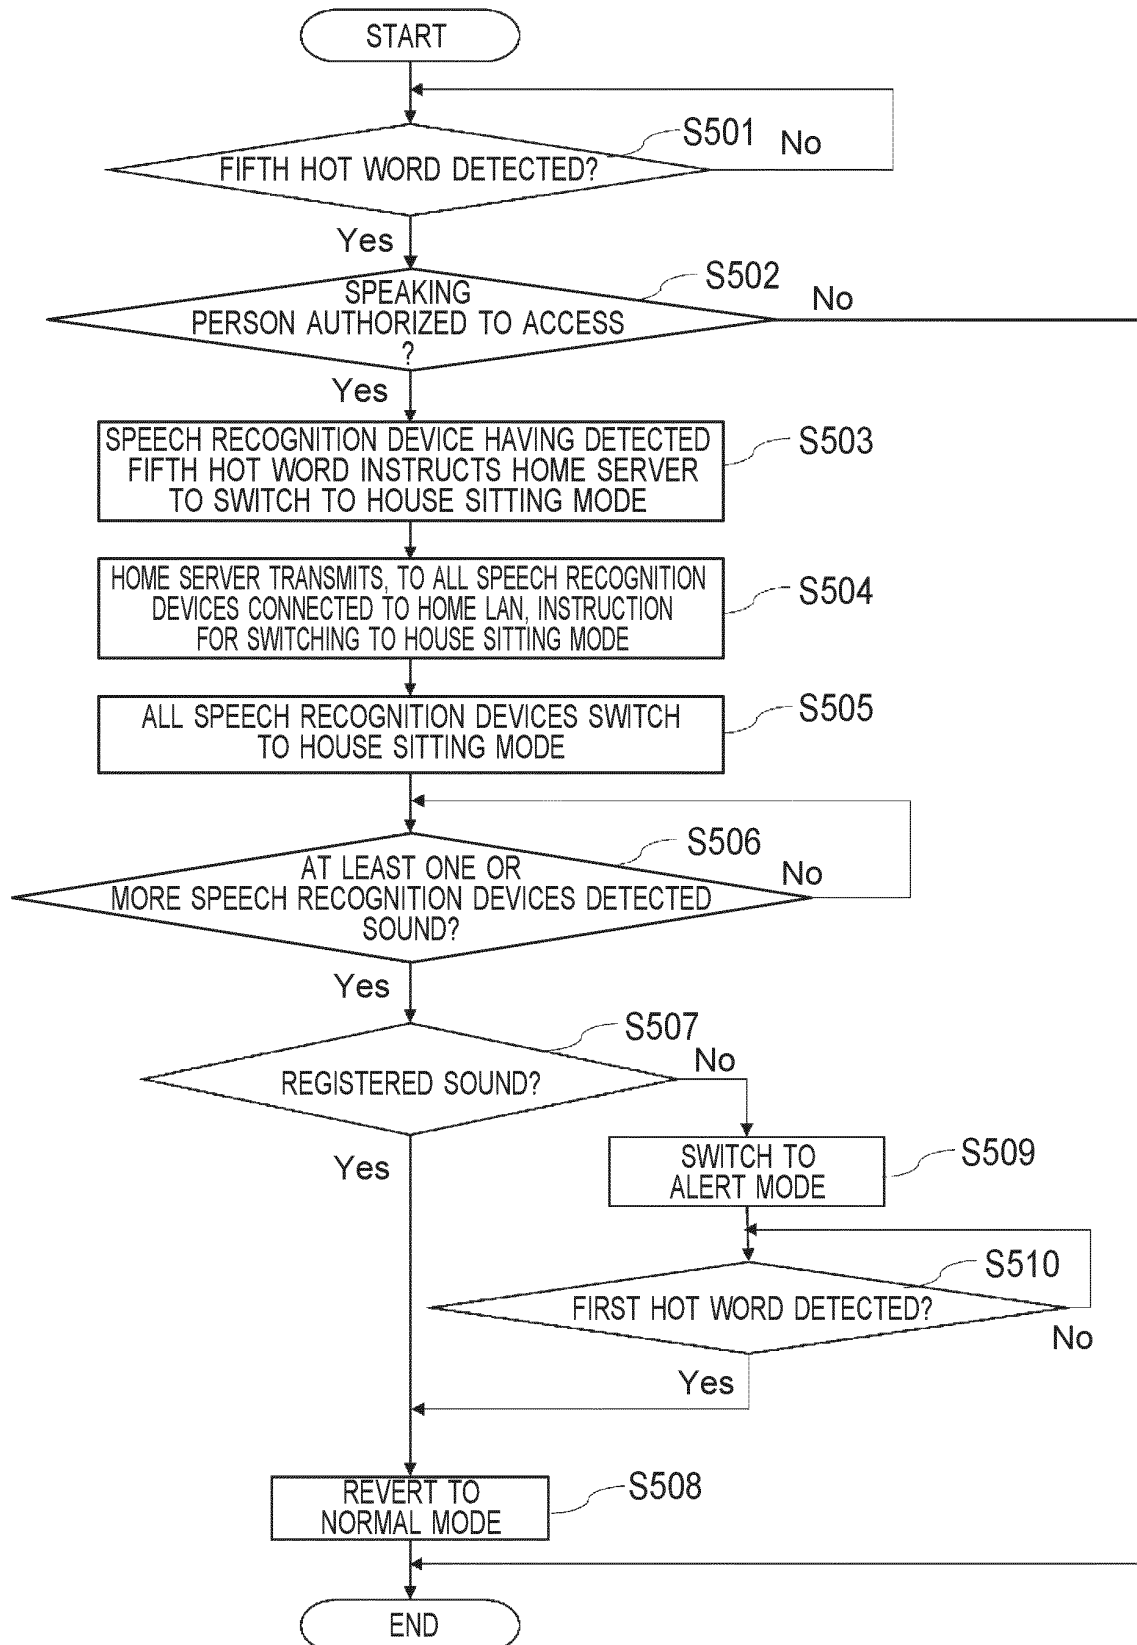 START
S501
No
FIFTH HOT WORD DETECTED?
Yes
S502
No
SPEAKING
PERSON AUTHORIZED TO ACCESS
?
Yes
S503
SPEECH RECOGNITION DEVICE HAVING DETECTED
FIFTH HOT WORD INSTRUCTS HOME SERVER
TO SWITCH TO HOUSE SITTING MODE
S504
HOME SERVER TRANSMITS, TO ALL SPEECH RECOGNITION
DEVICES CONNECTED TO HOME LAN, INSTRUCTION
FOR SWITCHING TO HOUSE SITTING MODE
S505
ALL SPEECH RECOGNITION DEVICES SWITCH
TO HOUSE SITTING MODE
S506
No
AT LEAST ONE OR
MORE SPEECH RECOGNITION DEVICES DETECTED
SOUND?
Yes
S507
No
REGISTERED SOUND?
Yes
S509
SWITCH TO
ALERT MODE
S510
FIRST HOT WORD DETECTED?
No
Yes
S508
REVERT TO
NORMAL MODE
END